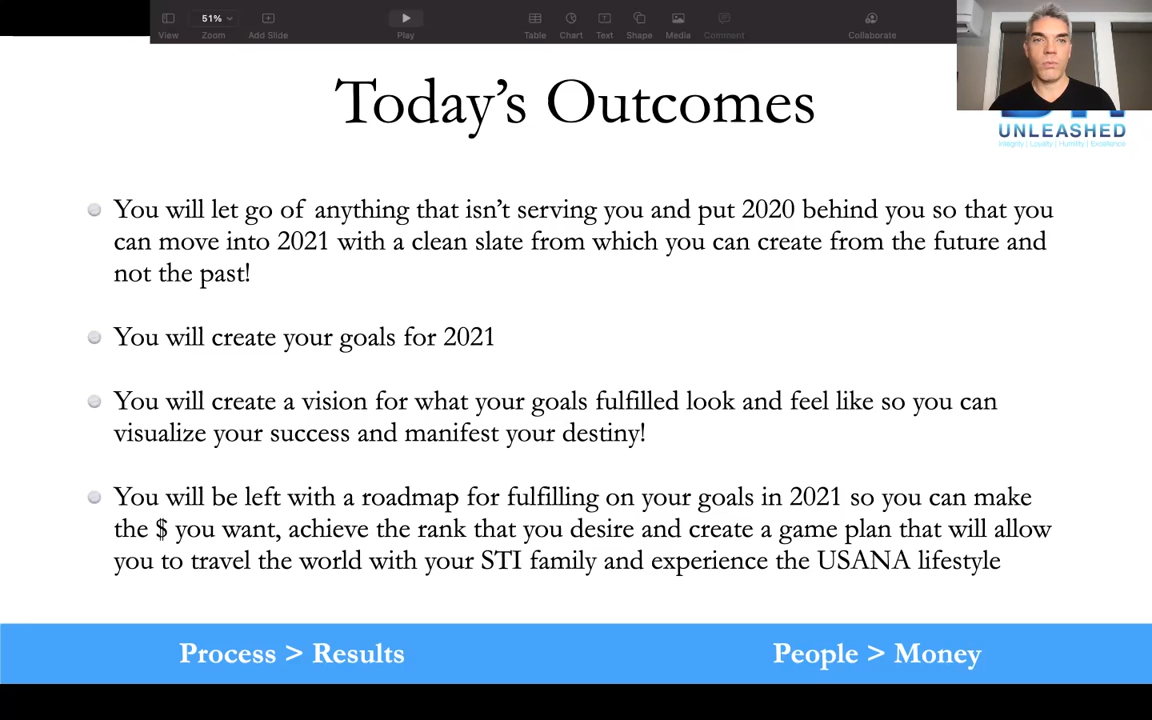 51%
View
Zoom
Add Slide
Play
Table
Chart
Text
Shape
Media
Comment
Collaborate
Today's Outcomes
UNLEASHED
Integrity | Loyalty | Humility | Excellence
You will let go of anything that isn't serving you and put 2020 behind you so that you
can move into 2021 with a clean slate from which you can create from the future and
not the past!
You will create your goals for 2021
You will create a vision for what your goals fulfilled look and feel like so you can
visualize your success and manifest your destiny!
You will be left with a roadmap for fulfilling on your goals in 2021 so you can make
the $ you want, achieve the rank that you desire and create a game plan that will allow
you to travel the world with your STI family and experience the USANA lifestyle
Process > Results
People > Money